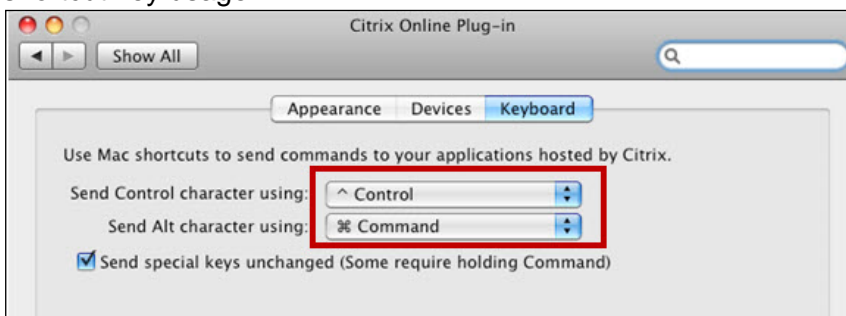 Citrix Online Plug-in
Show All
Appearance Devices Keyboard
Use Mac shortcuts to send commands to your applications hosted by Citrix.
Send Control character using: ^ Control
Send Alt character using: ⌘ Command
Send special keys unchanged (Some require holding Command)